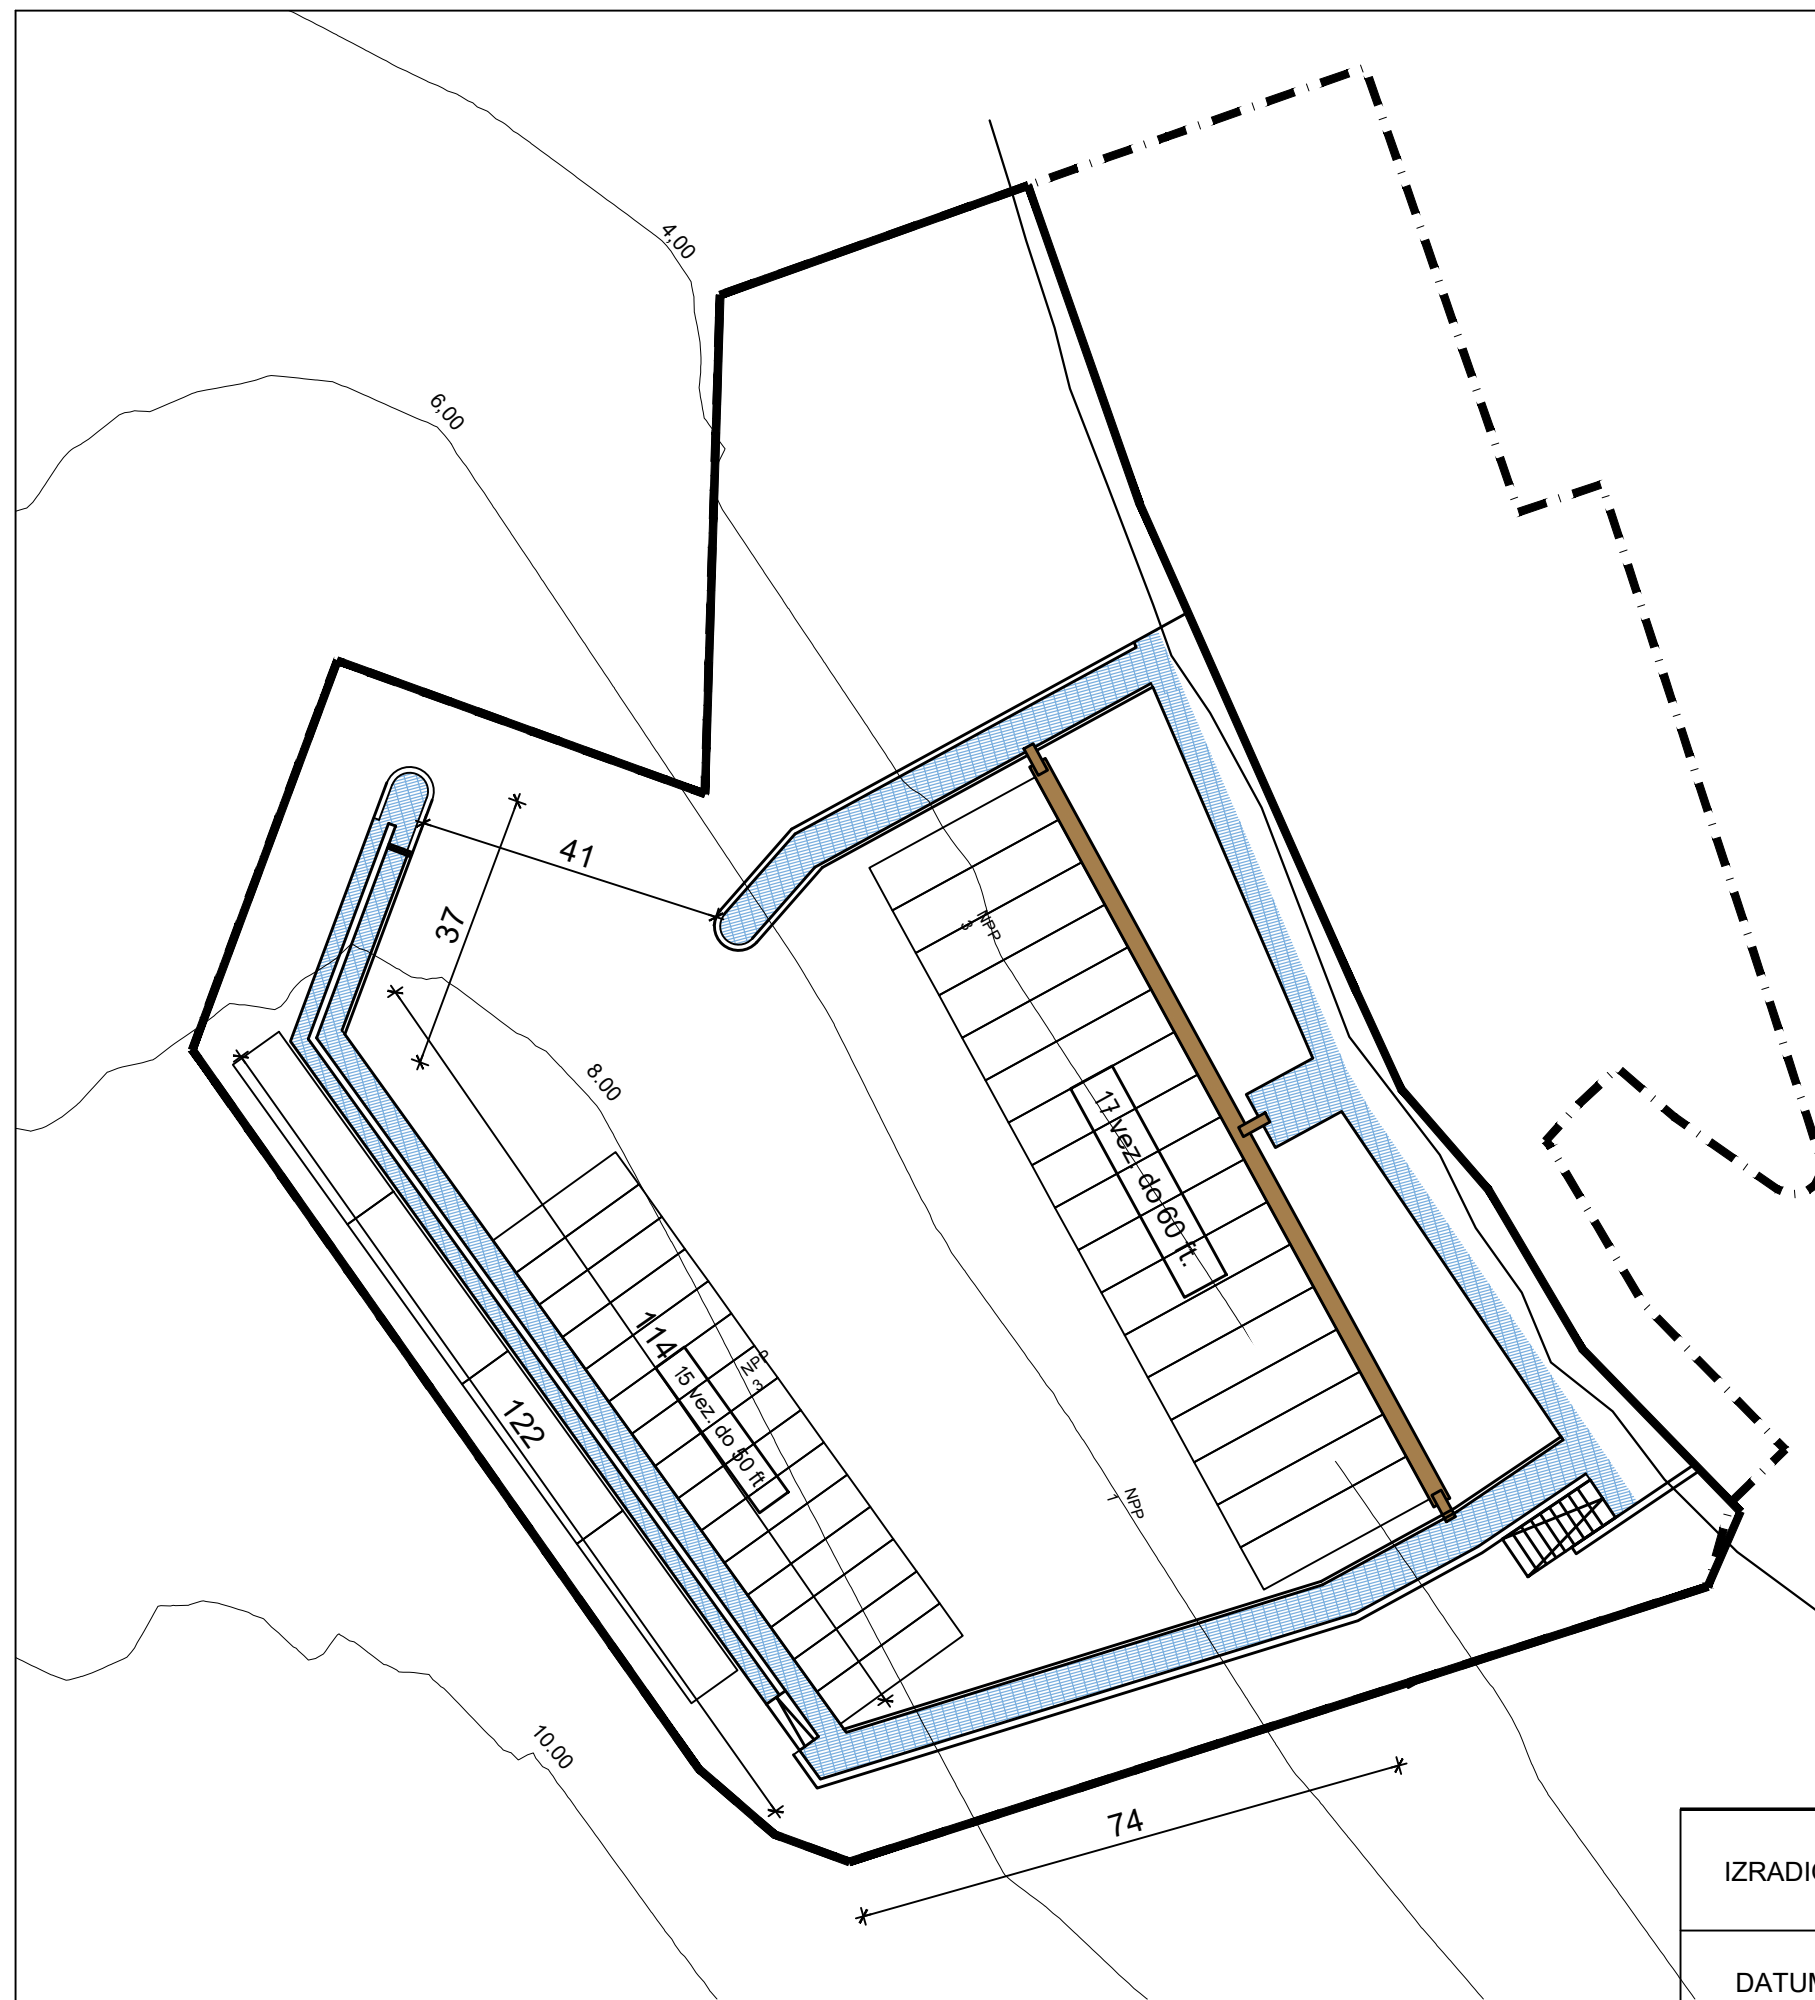 4,00
6,00
41
37
NPP
3
8.00
17 vez. do 60 ft.
114
NPP
3
15 vez. do 50 ft
122
NPP
1
10.00
74
IZRADIO
DATUM